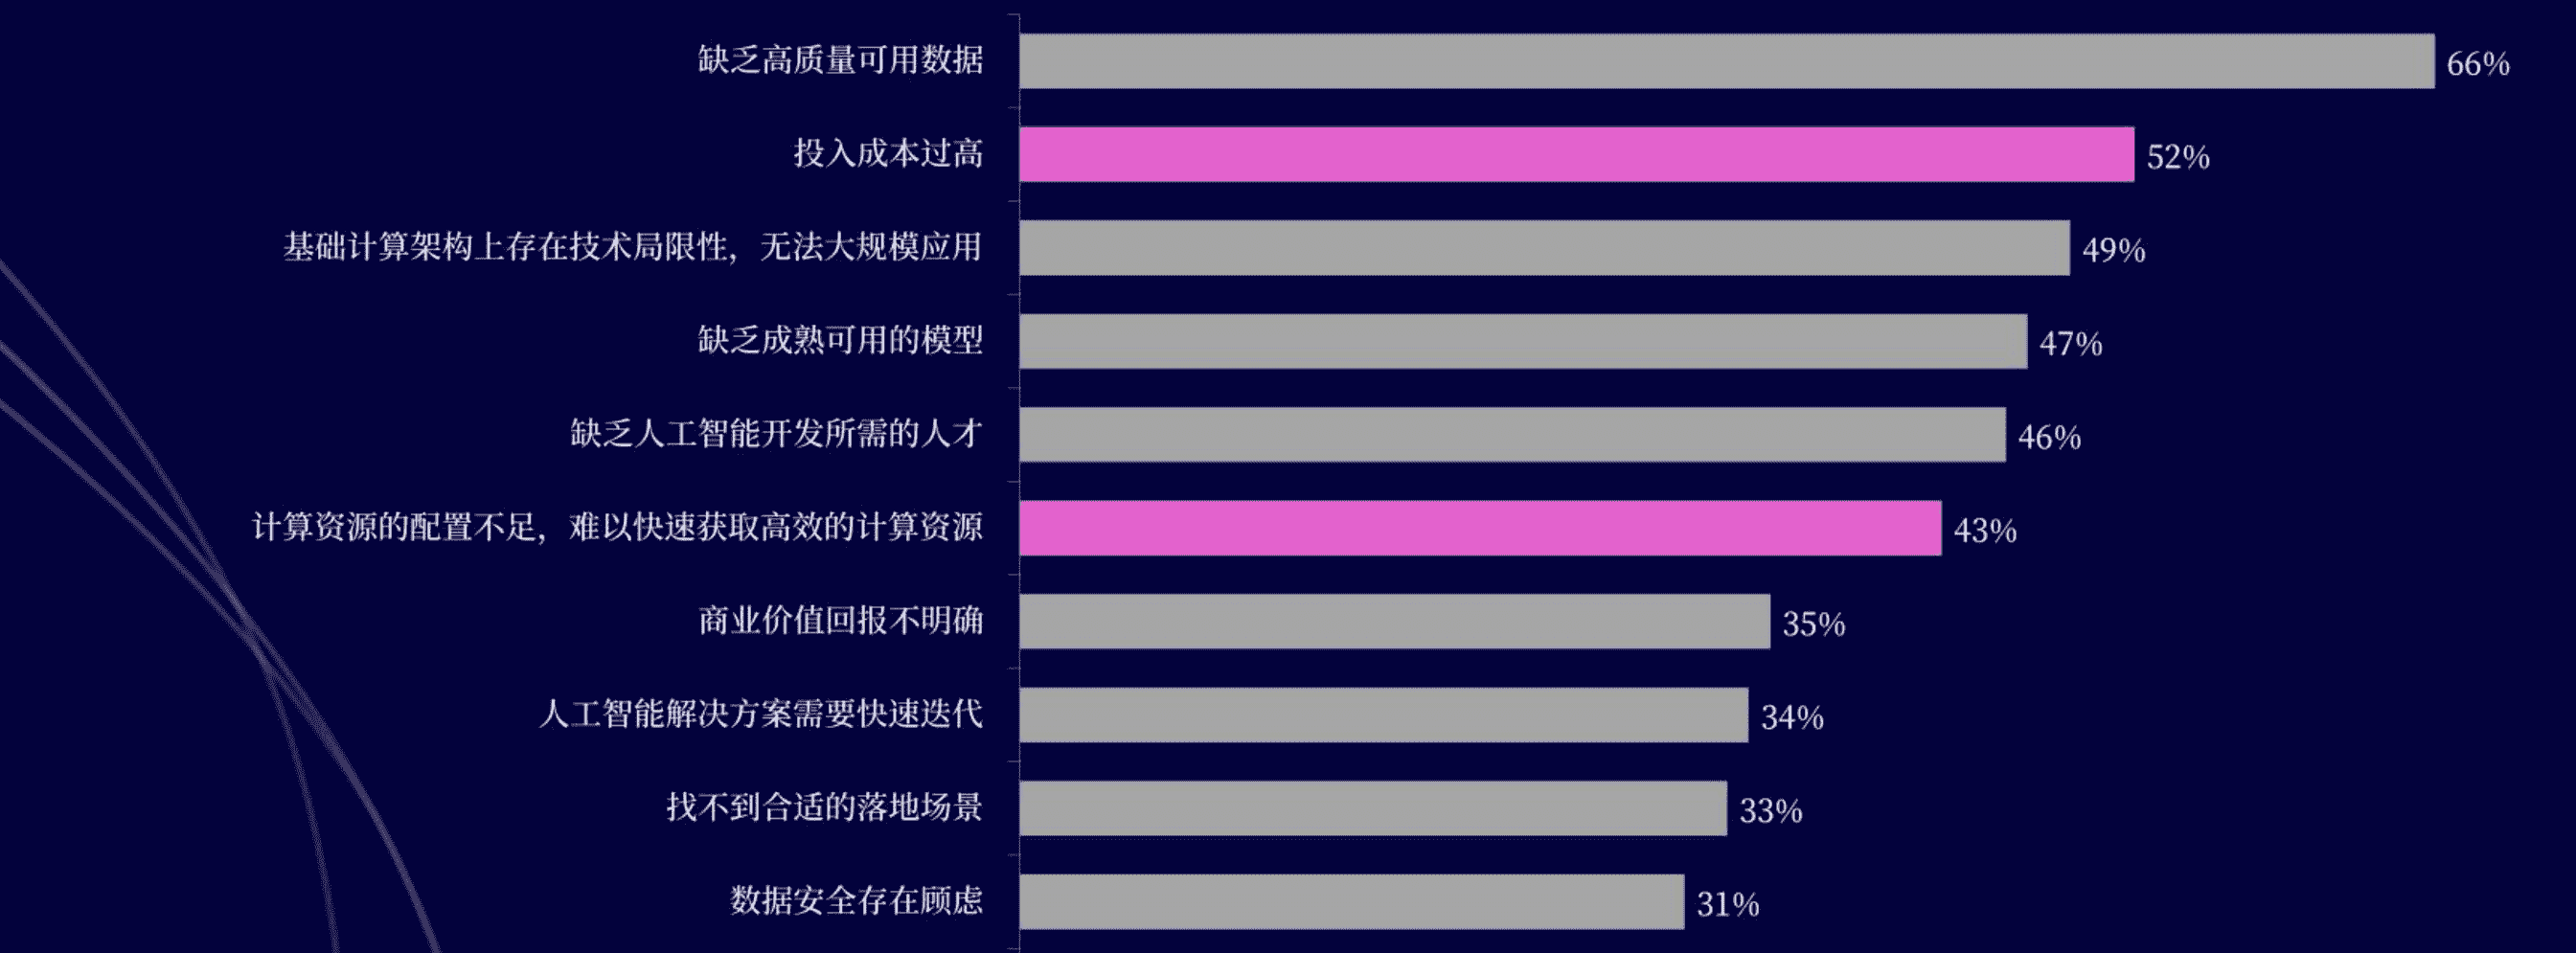 缺乏高质量可用数据 66%
投入成本过高 52%
基础计算架构上存在技术局限性，无法大规模应用 49%
缺乏成熟可用的模型 47%
缺乏人工智能开发所需的人才 46%
计算资源的配置不足，难以快速获取高效的计算资源 43%
商业价值回报不明确 35%
人工智能解决方案需要快速迭代 34%
找不到合适的落地场景 33%
数据安全存在顾虑 31%